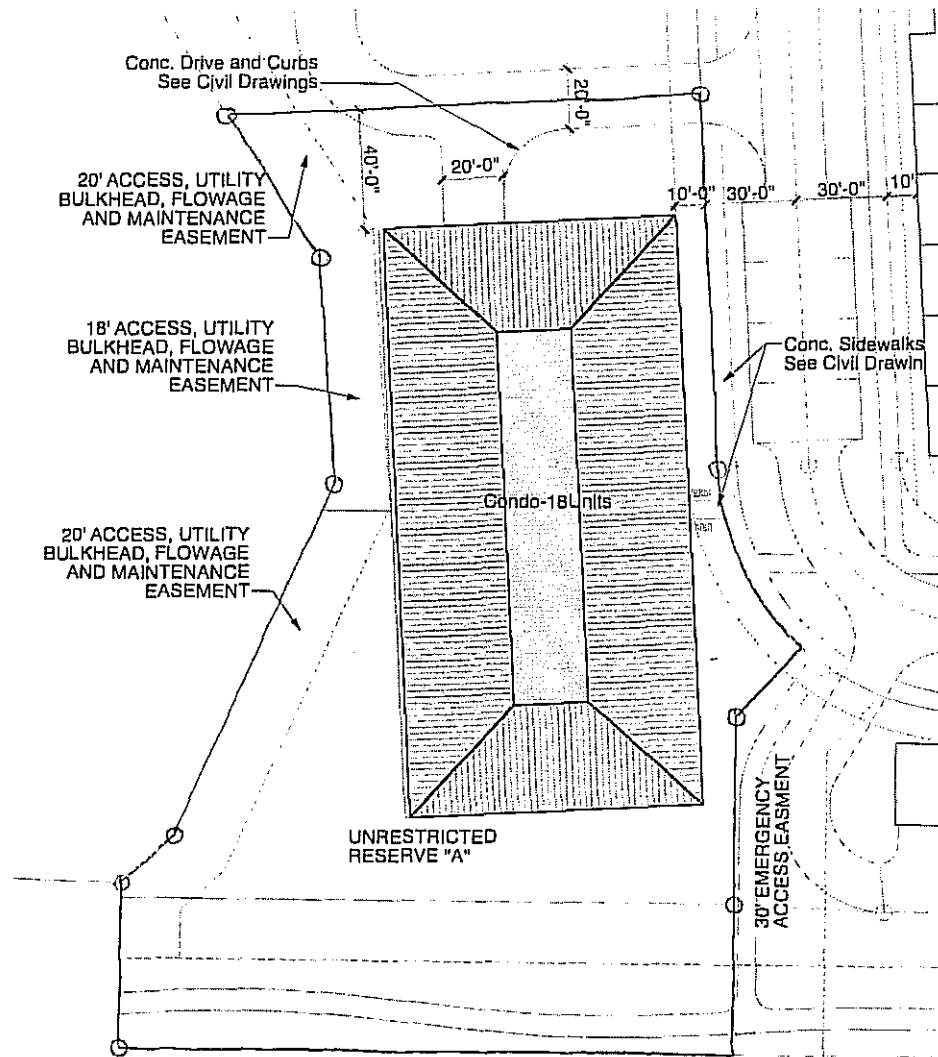 Conc. Drive and Curbs
See Civil Drawings
20'-0"
40'-0"
20'-0"
10'-0"
30'-0"
30'-0"
10'
20' ACCESS, UTILITY
BULKHEAD, FLOWAGE
AND MAINTENANCE
EASEMENT
18' ACCESS, UTILITY
BULKHEAD, FLOWAGE
AND MAINTENANCE
EASEMENT
Conc. Sidewalks
See Civil Drawin
Condo-18Units
20' ACCESS, UTILITY
BULKHEAD, FLOWAGE
AND MAINTENANCE
EASEMENT
UNRESTRICTED
RESERVE "A"
30' EMERGENCY
ACCESS EASMENT